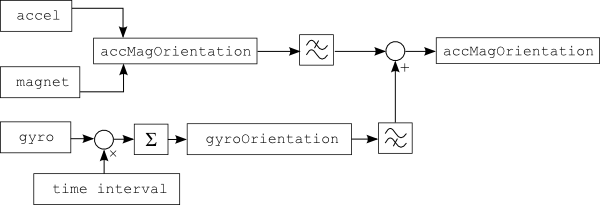 accel
accMagOrientation
accMagOrientation
+
magnet
gyro
×
Σ
gyroOrientation
time interval